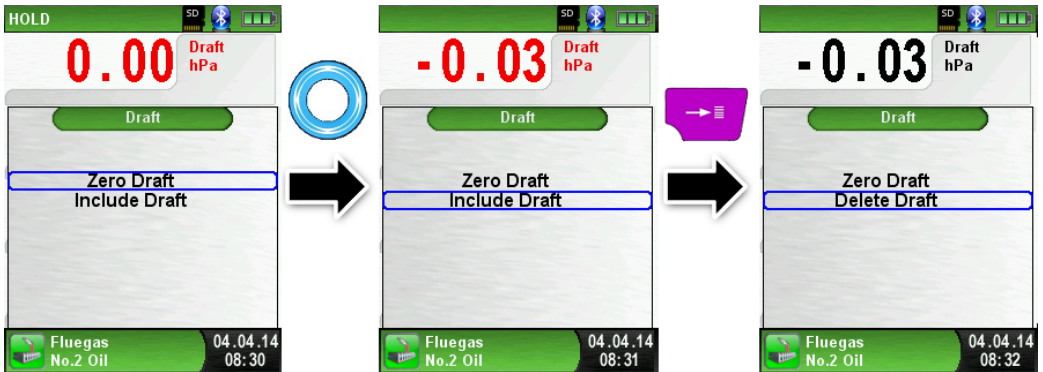 HOLD
SD
0.00
Draft
hPa
Draft
Zero Draft
Include Draft
Fluegas
No.2 Oil
04.04.14
08:30
SD
-0.03
Draft
hPa
Draft
Zero Draft
Include Draft
Fluegas
No.2 Oil
04.04.14
08:31
SD
-0.03
Draft
hPa
Draft
Zero Draft
Delete Draft
Fluegas
No.2 Oil
04.04.14
08:32